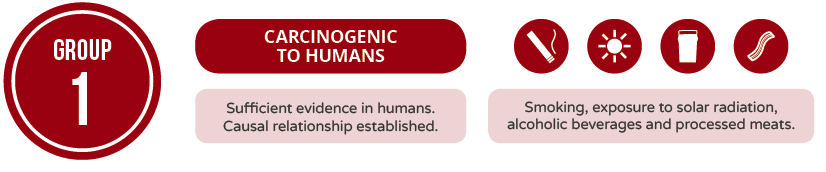 GROUP
1
CARCINOGENIC
TO HUMANS
Sufficient evidence in humans.
Causal relationship established.
Smoking, exposure to solar radiation,
alcoholic beverages and processed meats.